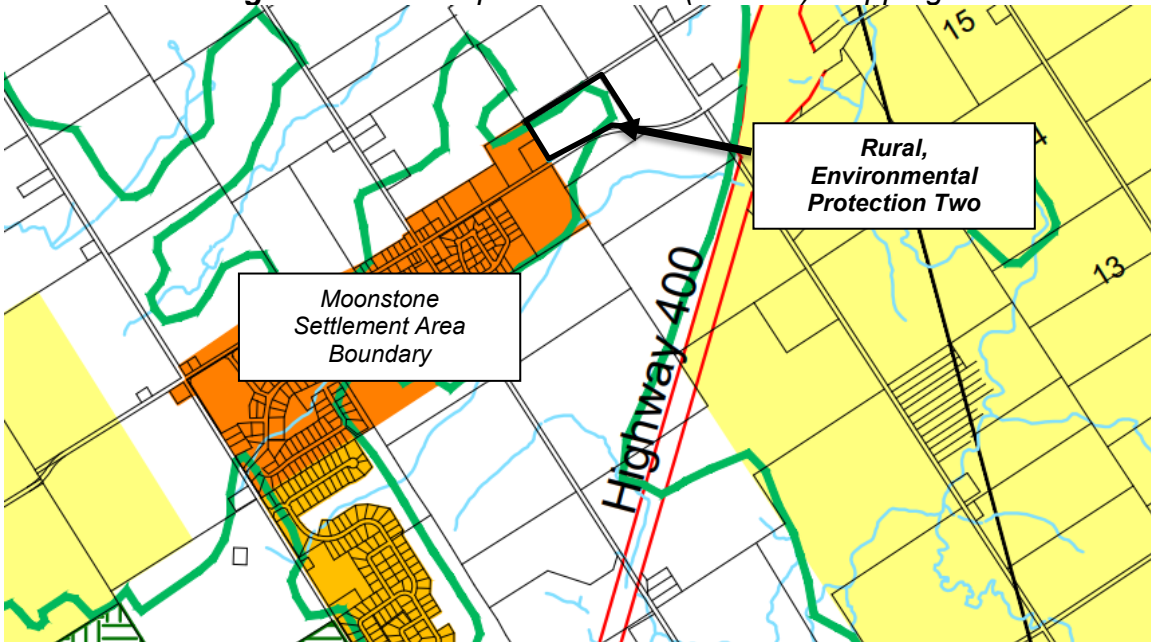 15
Rural,
Environmental
Protection Two
4
13
Moonstone
Settlement Area
Boundary
Highway 400